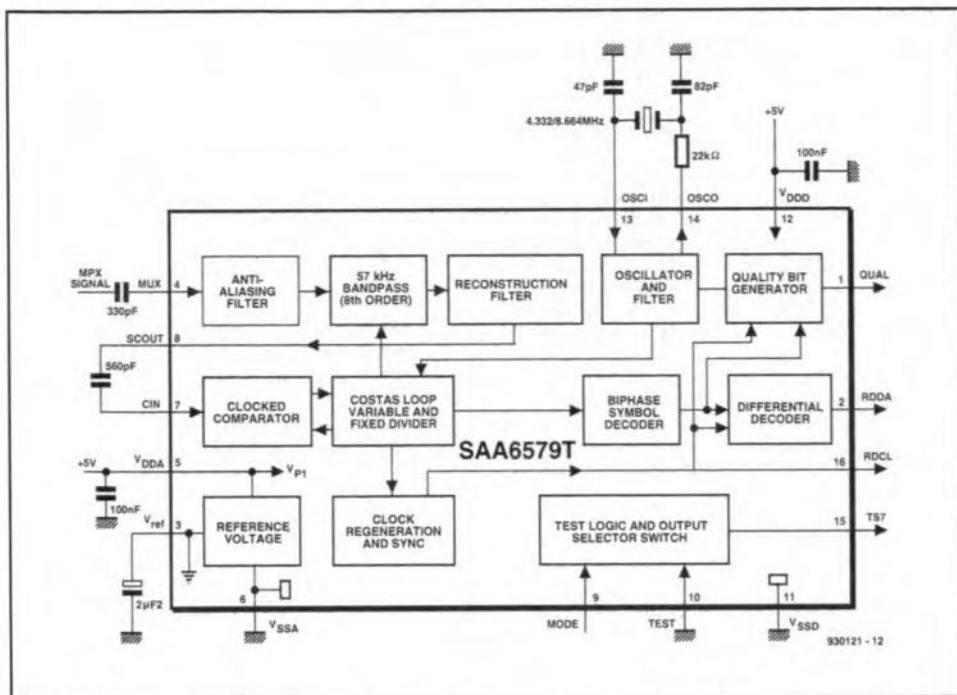 47pF
82pF
4.332/8.664MHz
22kΩ
+5V
100nF
OSCI
OSCO
VDDD
13
14
12
MPX
SIGNAL
MUX
4
330pF
ANTI-
ALIASING
FILTER
57 kHz
BANDPASS
(8th ORDER)
RECONSTRUCTION
FILTER
OSCILLATOR
AND
FILTER
QUALITY BIT
GENERATOR
1
QUAL
SCOUT
8
560pF
CIN
7
CLOCKED
COMPARATOR
COSTAS LOOP
VARIABLE AND
FIXED DIVIDER
BIPHASE
SYMBOL
DECODER
DIFFERENTIAL
DECODER
2
RDDA
SAA6579T
+5V
VDDA
5
VP1
16
RDCL
100nF
Vref
3
REFERENCE
VOLTAGE
CLOCK
REGENERATION
AND SYNC
TEST LOGIC AND OUTPUT
SELECTOR SWITCH
15
TS7
2µF2
6
VSSA
9
10
11
MODE
TEST
VSSD
930121 - 12